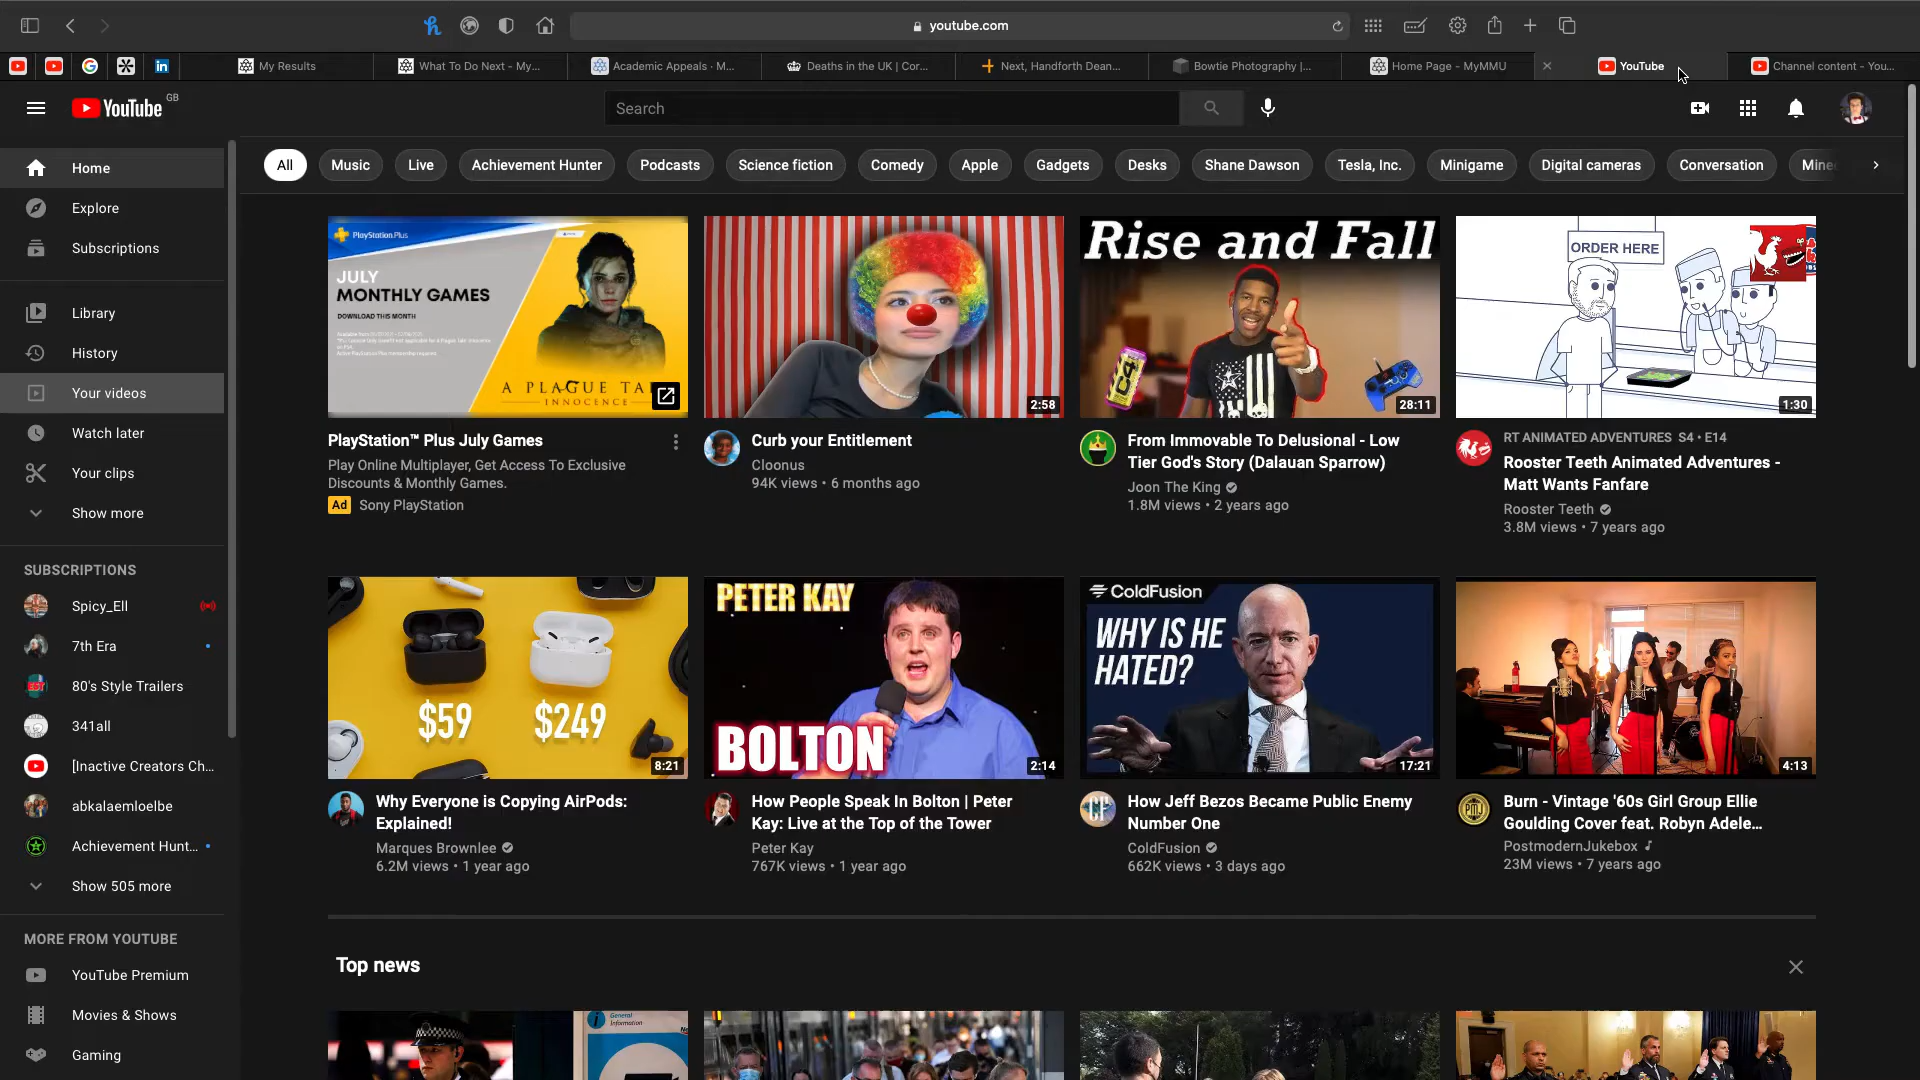 youtube.com
My Results
What To Do Next - My...
Academic Appeals · M...
Deaths in the UK | Cor...
Next, Handforth Dean...
Bowtie Photography |...
Home Page - MyMMU
YouTube
Channel content - You...
YouTube GB
Search
All
Music
Live
Achievement Hunter
Podcasts
Science fiction
Comedy
Apple
Gadgets
Desks
Shane Dawson
Tesla, Inc.
Minigame
Digital cameras
Conversation
Home
Explore
Subscriptions
Library
History
Your videos
Watch later
Your clips
Show more
SUBSCRIPTIONS
Spicy_Ell
7th Era
80's Style Trailers
341all
[Inactive Creators Ch...
abkalaemloelbe
Achievement Hunt...
Show 505 more
MORE FROM YOUTUBE
YouTube Premium
Movies & Shows
Gaming
PlayStation.Plus
JULY
MONTHLY GAMES
DOWNLOAD THIS MONTH
A PLAGUE TA
INNOCENCE
PlayStation™ Plus July Games
Play Online Multiplayer, Get Access To Exclusive
Discounts & Monthly Games.
Ad Sony PlayStation
2:58
Curb your Entitlement
Cloonus
94K views • 6 months ago
Rise and Fall
C4
28:11
From Immovable To Delusional - Low
Tier God's Story (Dalauan Sparrow)
Joon The King
1.8M views • 2 years ago
ORDER HERE
1:30
RT ANIMATED ADVENTURES S4 • E14
Rooster Teeth Animated Adventures -
Matt Wants Fanfare
Rooster Teeth
3.8M views • 7 years ago
$59
$249
8:21
Why Everyone is Copying AirPods:
Explained!
Marques Brownlee
6.2M views • 1 year ago
PETER KAY
BOLTON
2:14
How People Speak In Bolton | Peter
Kay: Live at the Top of the Tower
Peter Kay
767K views • 1 year ago
ColdFusion
WHY IS HE
HATED?
17:21
CF
How Jeff Bezos Became Public Enemy
Number One
ColdFusion
662K views • 3 days ago
4:13
PMJ
Burn - Vintage '60s Girl Group Ellie
Goulding Cover feat. Robyn Adele...
PostmodernJukebox
23M views • 7 years ago
Top news
General
Information